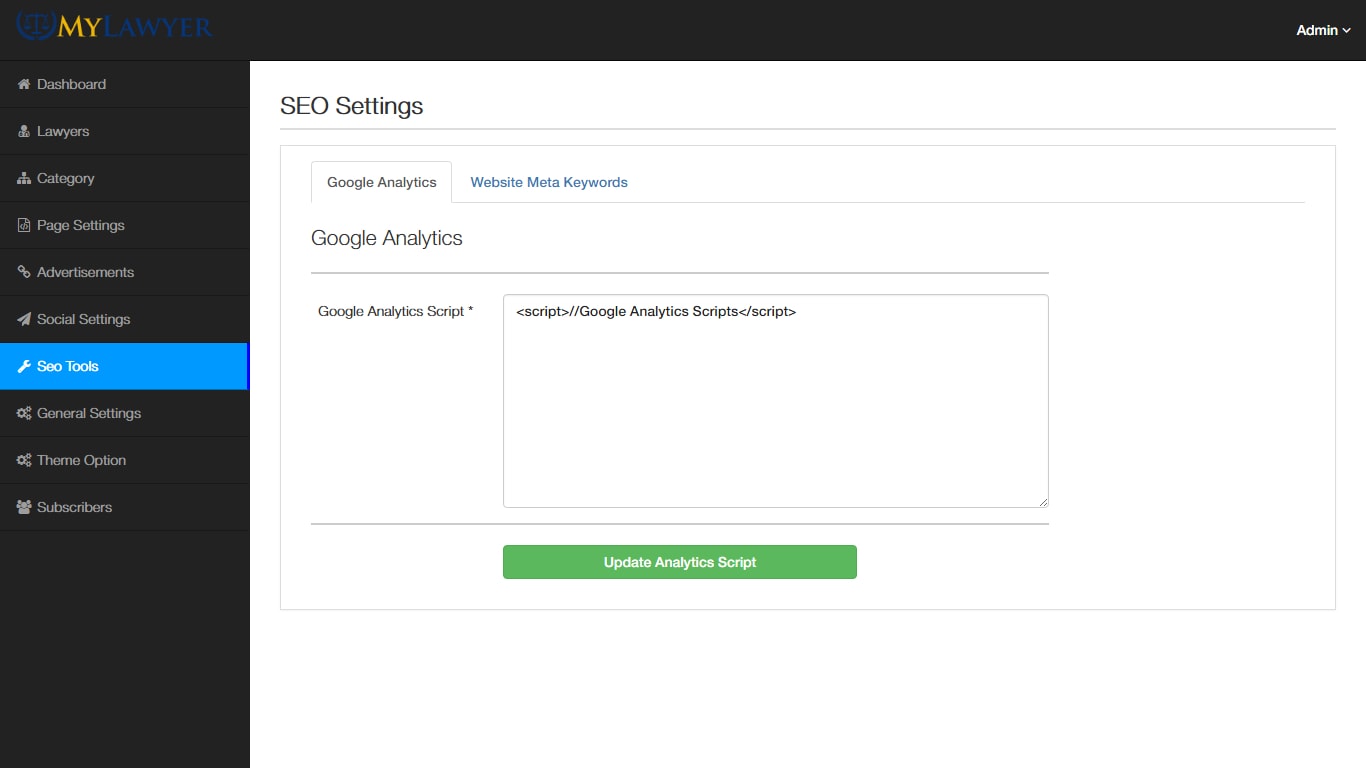 MYLAWYER
Admin
Dashboard
Lawyers
Category
Page Settings
Advertisements
Social Settings
Seo Tools
General Settings
Theme Option
Subscribers
SEO Settings
Google Analytics
Website Meta Keywords
Google Analytics
Google Analytics Script *
<script>//Google Analytics Scripts</script>
Update Analytics Script